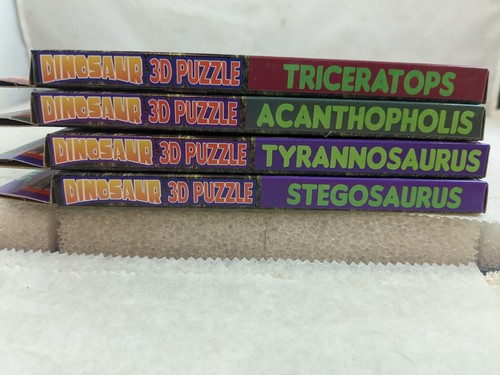 DINOSAUR 3D PUZZLE TRICERATOPS
DINOSAUR 3D PUZZLE ACANTHOPHOLIS
DINOSAUR 3D PUZZLE TYRANNOSAURUS
DINOSAUR 3D PUZZLE STEGOSAURUS